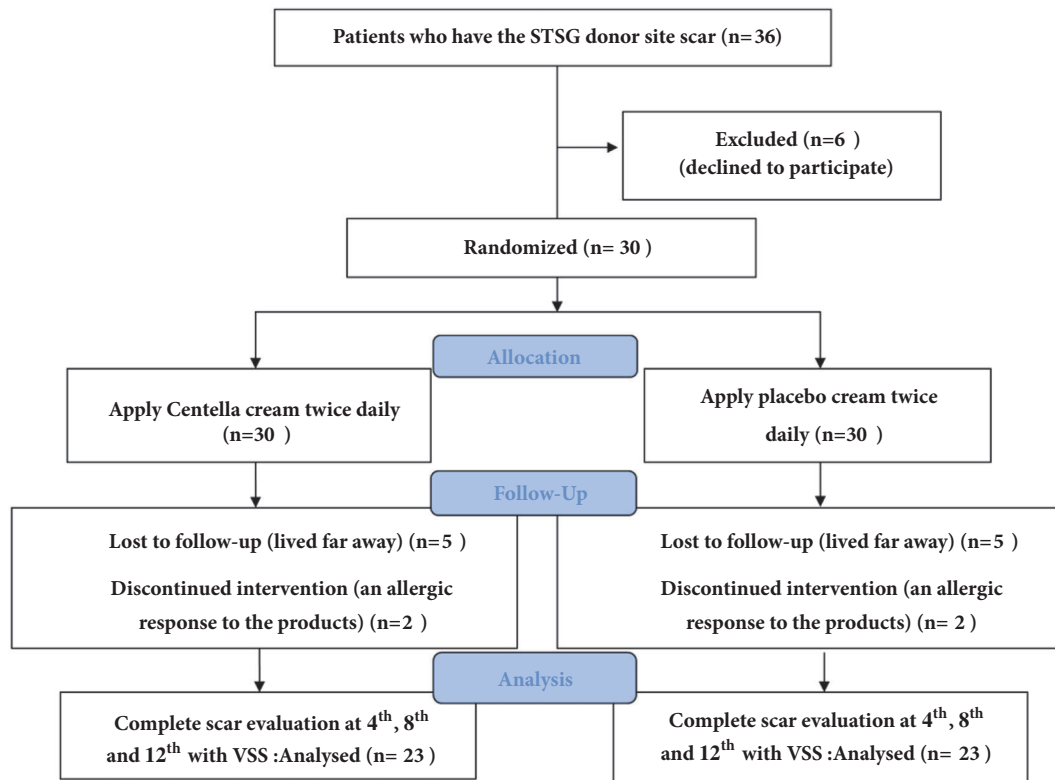 Patients who have the STSG donor site scar (n=36)
Excluded (n=6 )
(declined to participate)
Randomized (n= 30 )
Allocation
Apply Centella cream twice daily
(n=30 )
Apply placebo cream twice
daily (n=30 )
Follow-Up
Lost to follow-up (lived far away) (n=5 )
Discontinued intervention (an allergic
response to the products) (n=2 )
Lost to follow-up (lived far away) (n=5 )
Discontinued intervention (an allergic
response to the products) (n= 2 )
Analysis
Complete scar evaluation at 4th, 8th
and 12th with VSS :Analysed (n= 23 )
Complete scar evaluation at 4th, 8th
and 12th with VSS :Analysed (n= 23 )